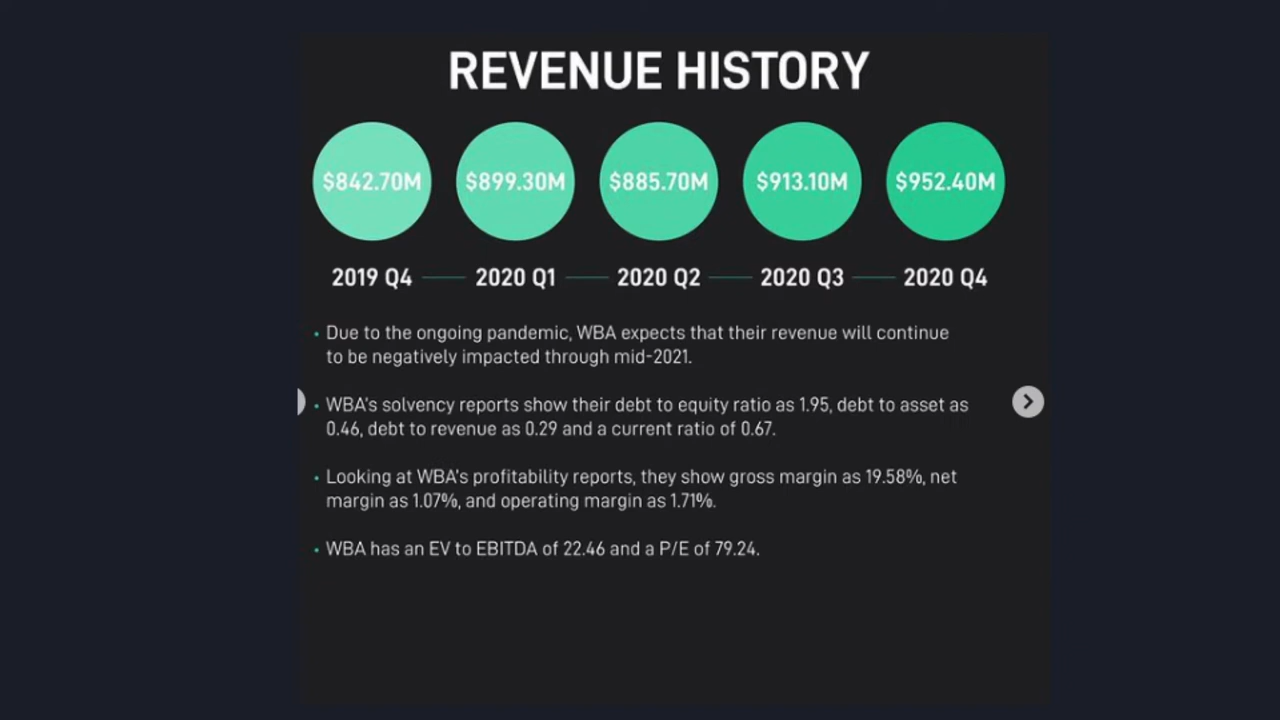 REVENUE HISTORY
$842.70M $899.30M $885.70M $913.10M $952.40M
2019 Q4 2020 Q1 2020 Q2 2020 Q3 2020 Q4
• Due to the ongoing pandemic, WBA expects that their revenue will continue
to be negatively impacted through mid-2021.
• WBA's solvency reports show their debt to equity ratio as 1.95, debt to asset as
0.46, debt to revenue as 0.29 and a current ratio of 0.67.
• Looking at WBA's profitability reports, they show gross margin as 19.58%, net
margin as 1.07%, and operating margin as 1.71%.
• WBA has an EV to EBITDA of 22.46 and a P/E of 79.24.